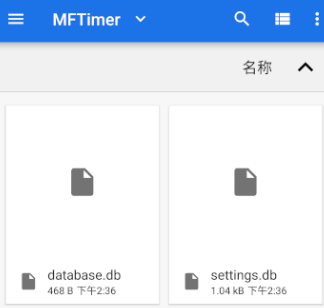 MFTimer
名称
database.db
468 B 下午2:36
settings.db
1.04 kB 下午2:36